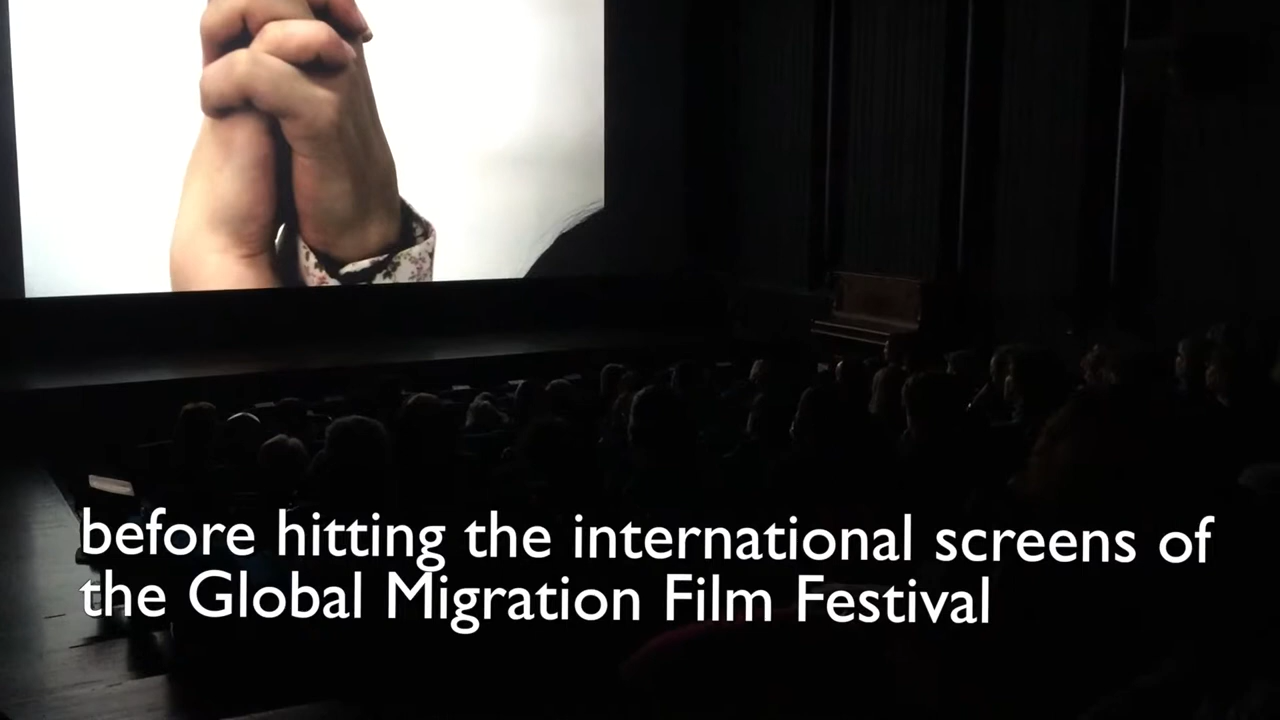 before hitting the international screens of
the Global Migration Film Festival